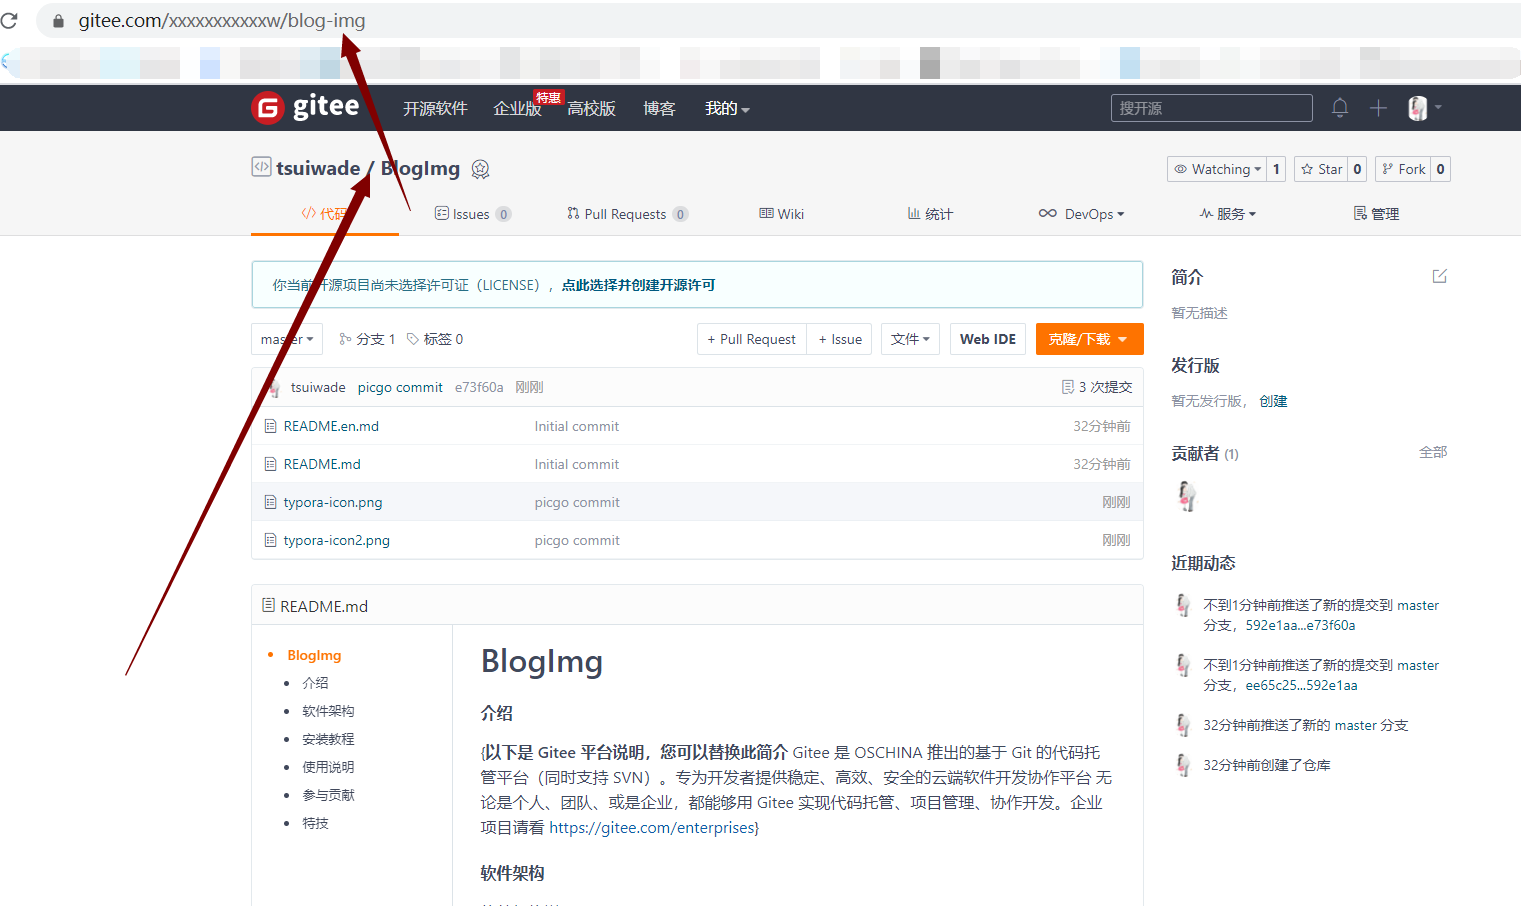 gitee.com/xxxxxxxxxxxw/blog-img
gitee
开源软件
企业版
特惠
高校版
博客
我的
搜开源
tsuiwade / BlogImg
Watching 1
Star 0
Fork 0
代码
Issues 0
Pull Requests 0
Wiki
统计
DevOps
服务
管理
你当前开源项目尚未选择许可证（LICENSE），点此选择并创建开源许可
master
分支 1
标签 0
+ Pull Request
+ Issue
文件
Web IDE
克隆/下载
tsuiwade picgo commit e73f60a 刚刚
3 次提交
README.en.md Initial commit 32分钟前
README.md Initial commit 32分钟前
typora-icon.png picgo commit 刚刚
typora-icon2.png picgo commit 刚刚
README.md
BlogImg
介绍
软件架构
安装教程
使用说明
参与贡献
特技
BlogImg
介绍
{以下是 Gitee 平台说明，您可以替换此简介 Gitee 是 OSCHINA 推出的基于 Git 的代码托
管平台（同时支持 SVN）。专为开发者提供稳定、高效、安全的云端软件开发协作平台 无
论是个人、团队、或是企业，都能够用 Gitee 实现代码托管、项目管理、协作开发。企业
项目请看 https://gitee.com/enterprises}
软件架构
简介
暂无描述
发行版
暂无发行版，创建
贡献者 (1)
全部
近期动态
不到1分钟前推送了新的提交到 master
分支，592e1aa...e73f60a
不到1分钟前推送了新的提交到 master
分支，ee65c25...592e1aa
32分钟前推送了新的 master 分支
32分钟前创建了仓库